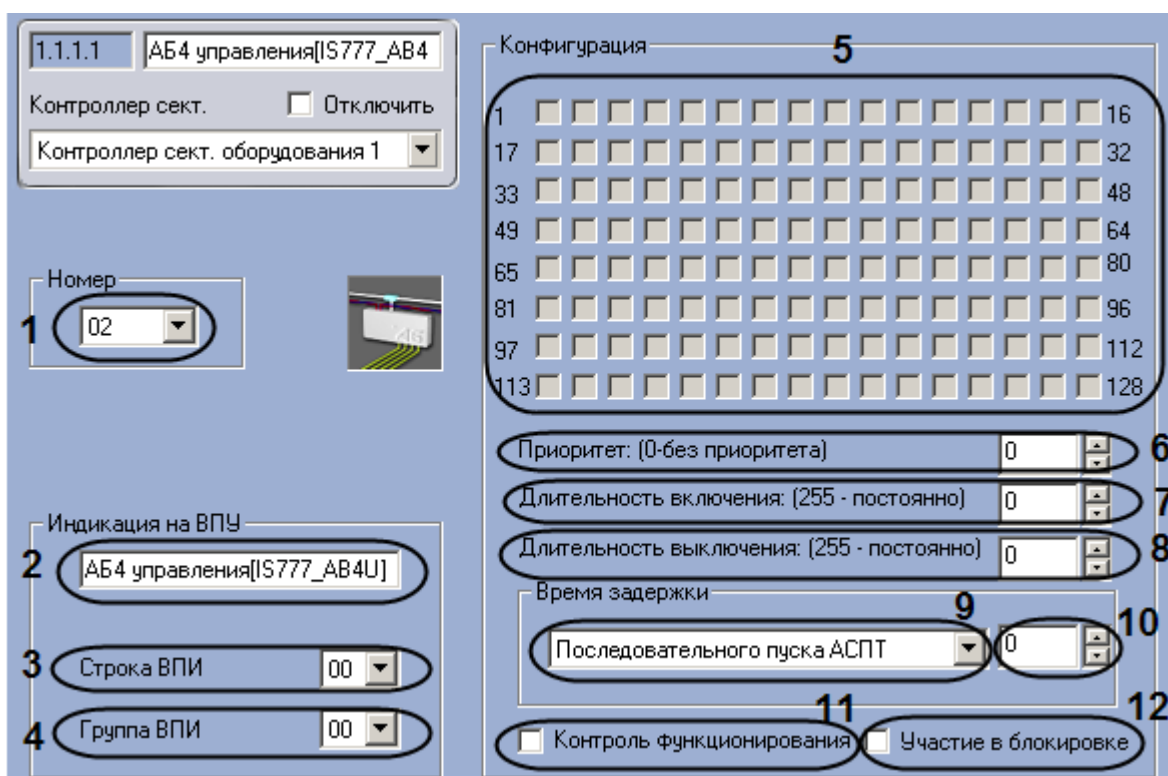 1.1.1.1 АБ4 управления[IS777_AB4
Контроллер сект. Отключить
Контроллер сект. оборудования 1
Номер
1 02
АБ
Индикация на ВПУ
2 АБ4 управления[IS777_AB4U]
3 Строка ВПИ 00
4 Группа ВПИ 00
Конфигурация 5
1 16
17 32
33 48
49 64
65 80
81 96
97 112
113 128
Приоритет: (0-без приоритета) 0 6
Длительность включения: (255 - постоянно) 0 7
Длительность выключения: (255 - постоянно) 0 8
Время задержки 9
Последовательного пуска АСПТ 0 10
11 12
Контроль функционирования Участие в блокировке